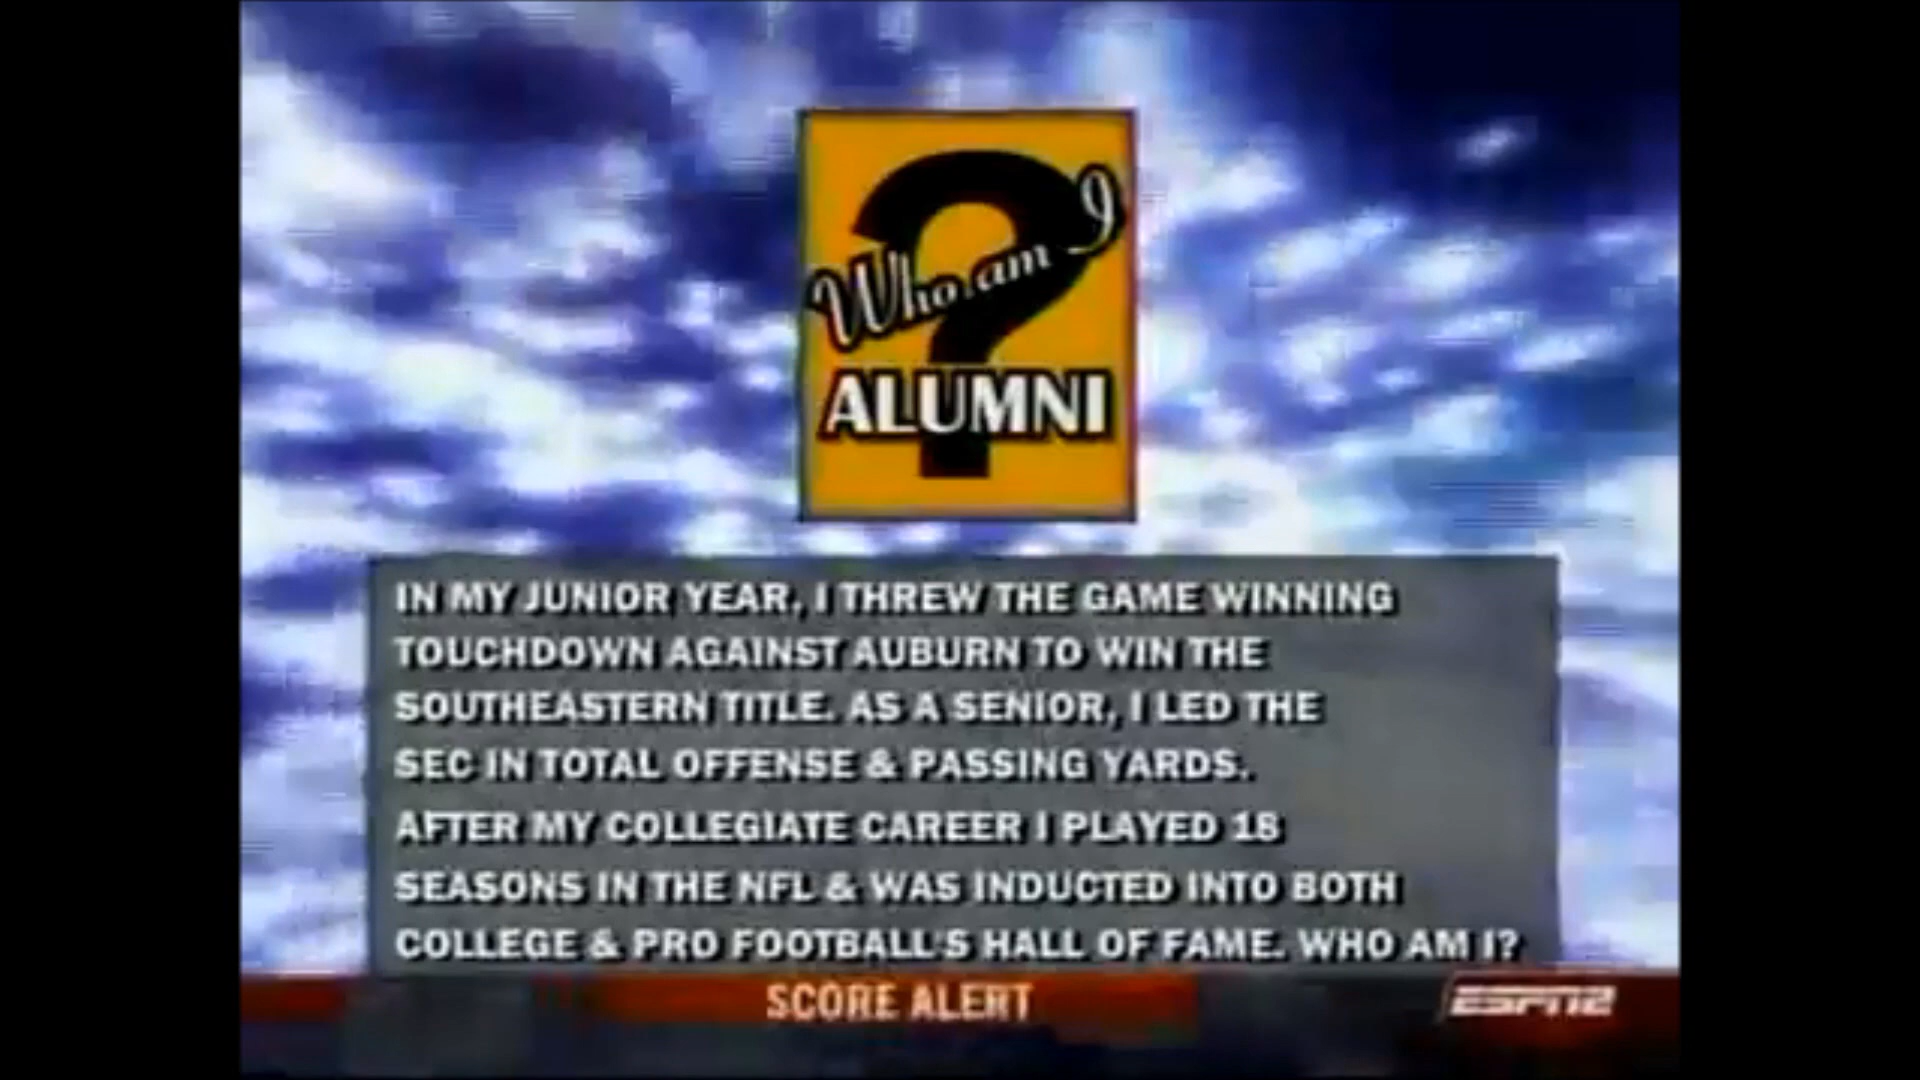 Who am I
ALUMNI
IN MY JUNIOR YEAR, I THREW THE GAME WINNING
TOUCHDOWN AGAINST AUBURN TO WIN THE
SOUTHEASTERN TITLE. AS A SENIOR, I LED THE
SEC IN TOTAL OFFENSE & PASSING YARDS.
AFTER MY COLLEGIATE CAREER I PLAYED 18
SEASONS IN THE NFL & WAS INDUCTED INTO BOTH
COLLEGE & PRO FOOTBALL'S HALL OF FAME. WHO AM I?
SCORE ALERT
ESPN2